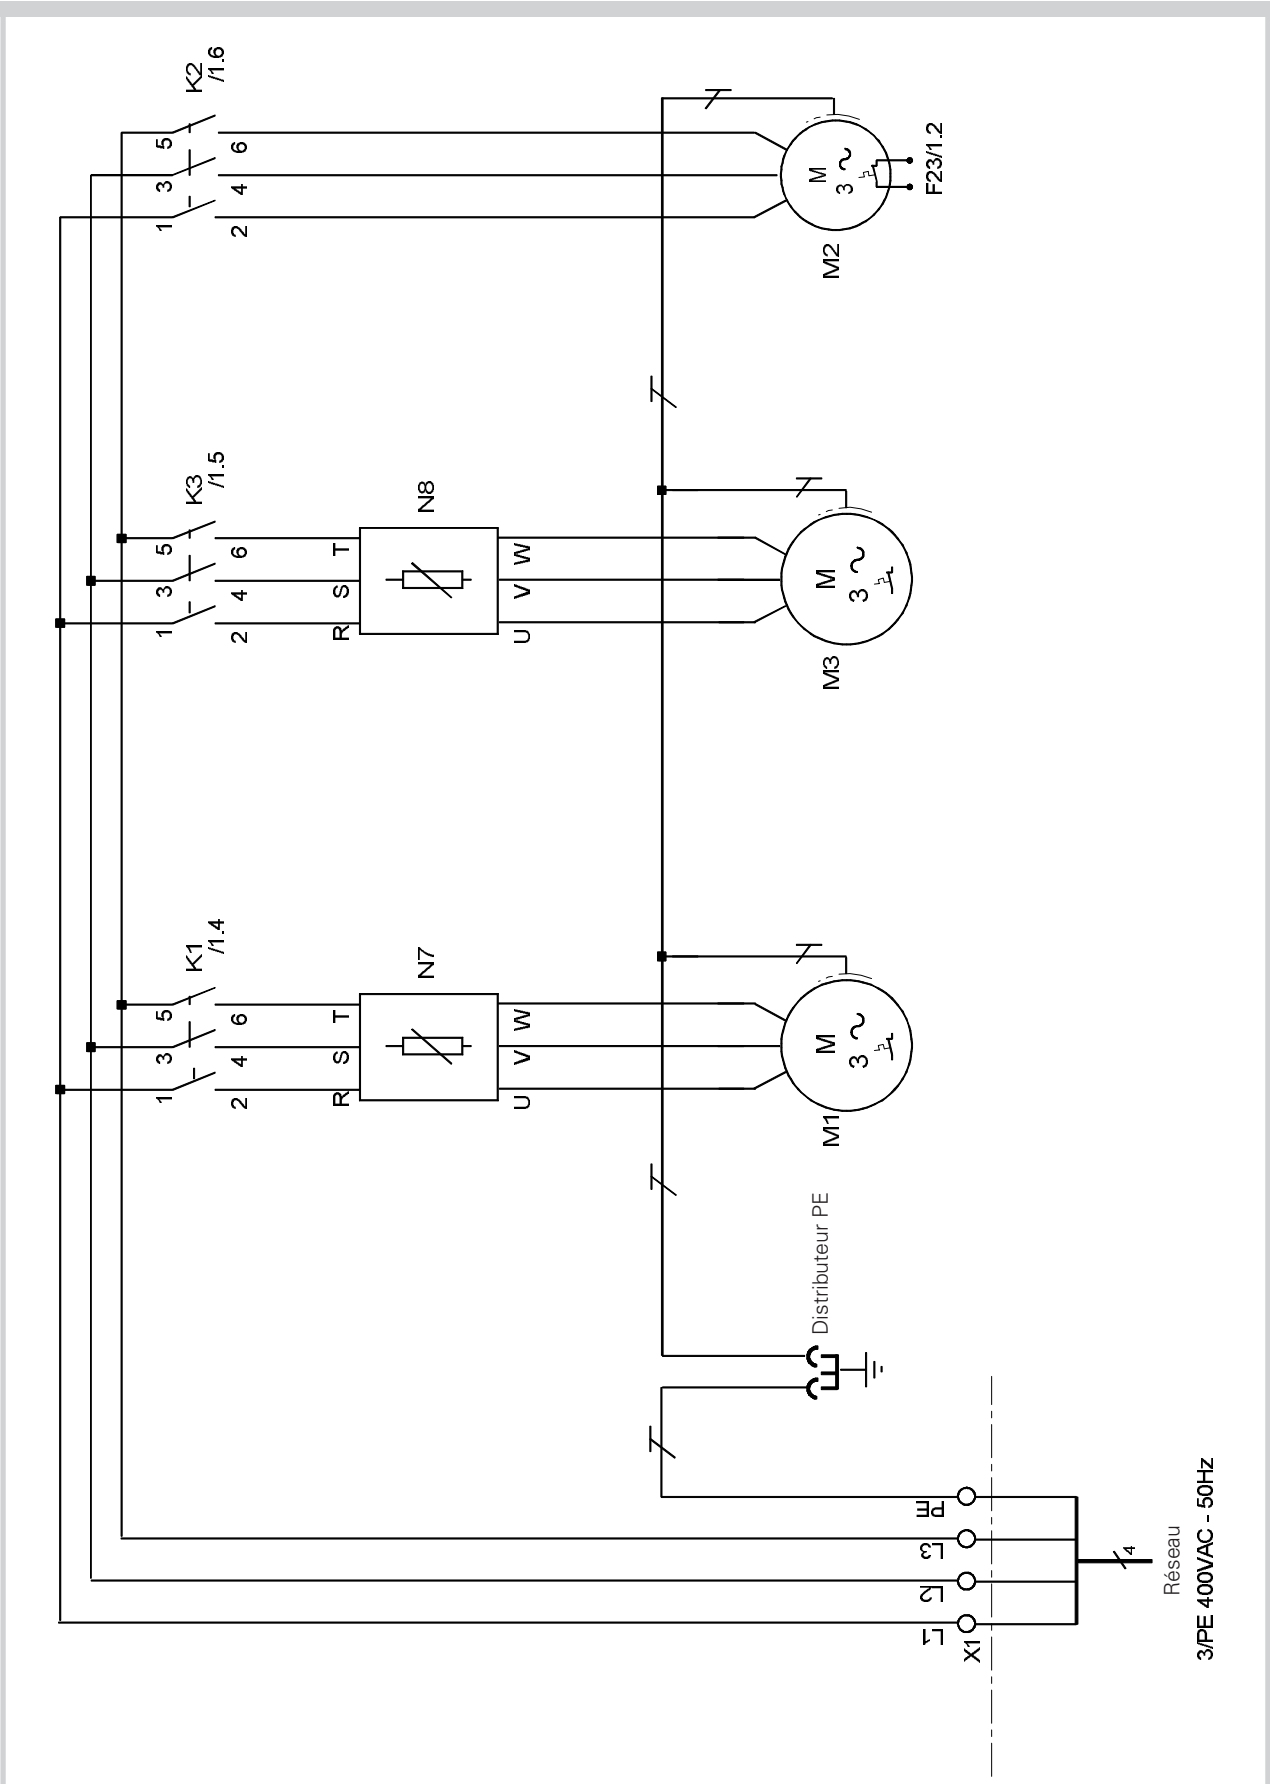 K1
/1.4
K3
/1.5
K2
/1.6
1
3
5
1
3
5
1
3
5
2
4
6
2
4
6
2
4
6
R
S
T
R
S
T
N7
N8
U
V
W
U
V
W
L1
L2
L3
PE
X1
Distributeur PE
M1
M
3
~
M3
M
3
~
M2
M
3
~
F23/1.2
4
Réseau
3/PE 400VAC - 50Hz